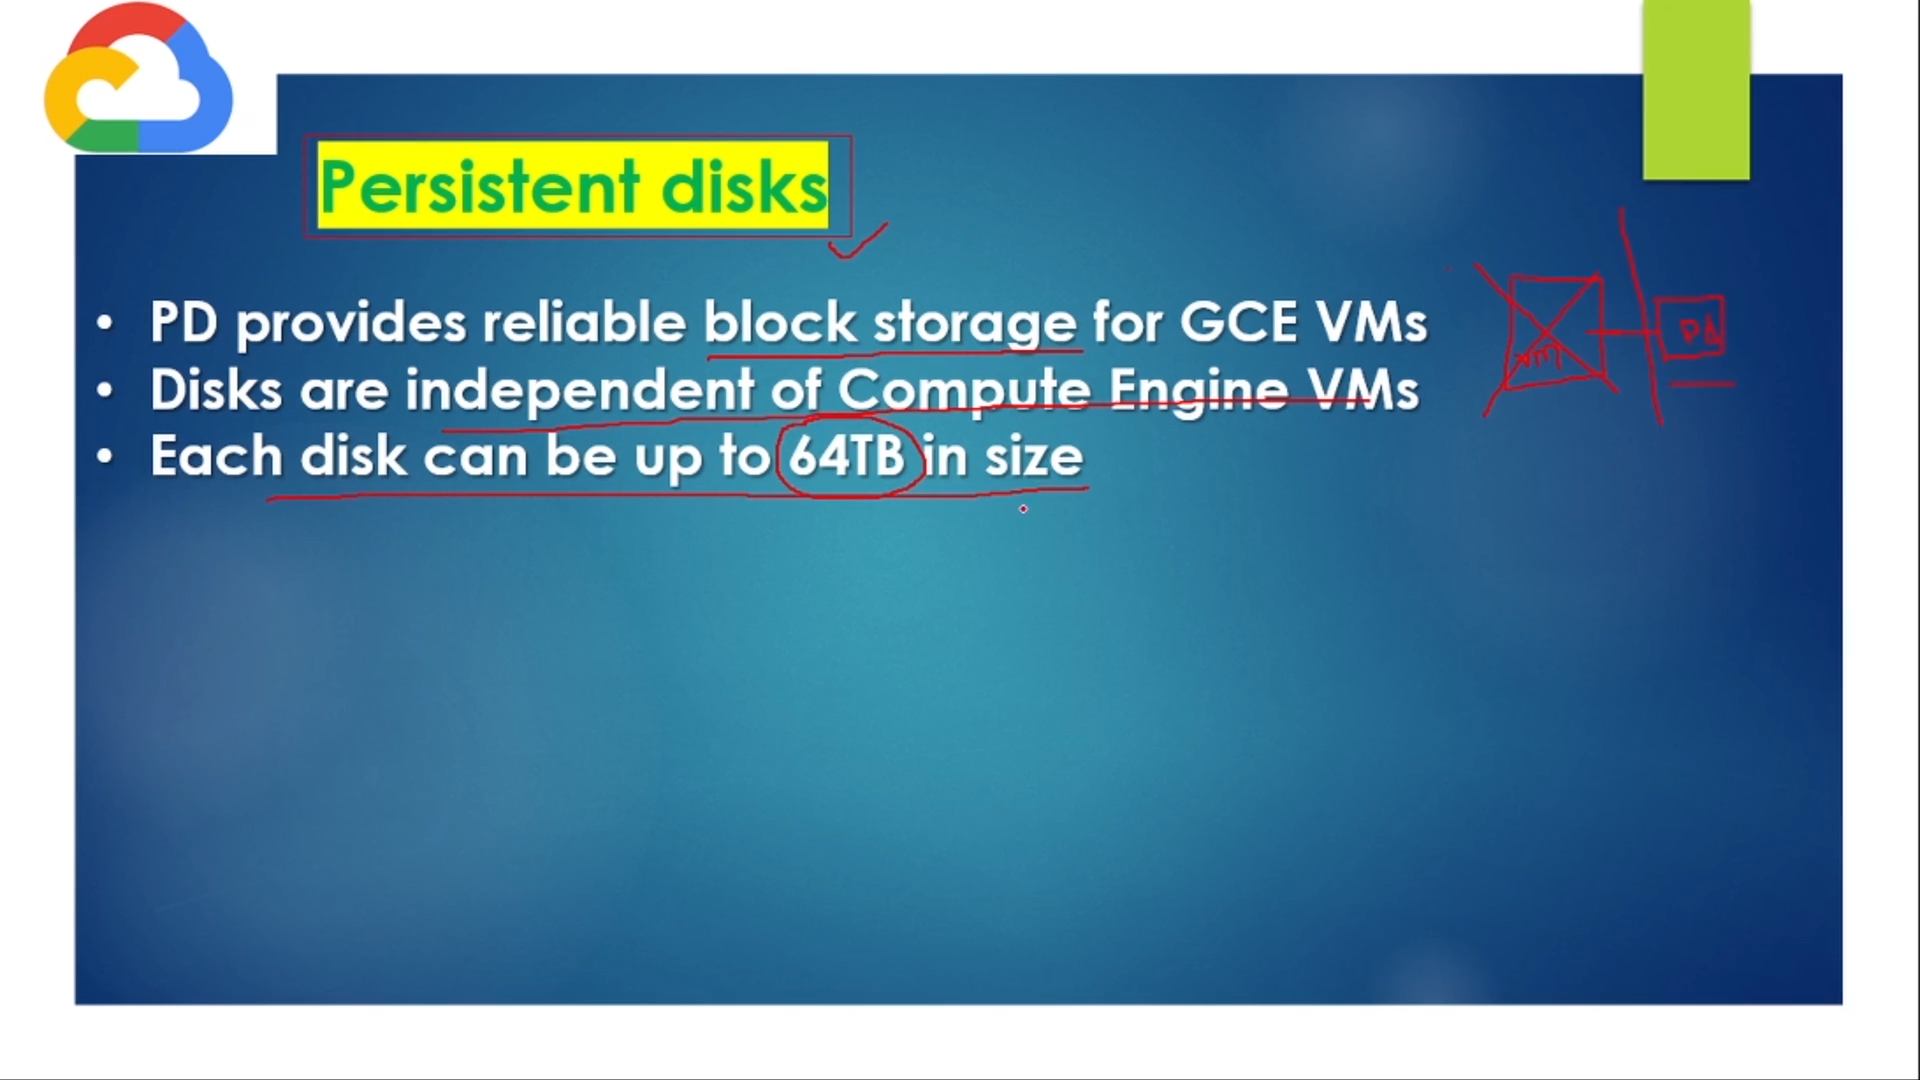 Persistent disks
• PD provides reliable block storage for GCE VMs
• Disks are independent of Compute Engine VMs
• Each disk can be up to 64TB in size
Pd